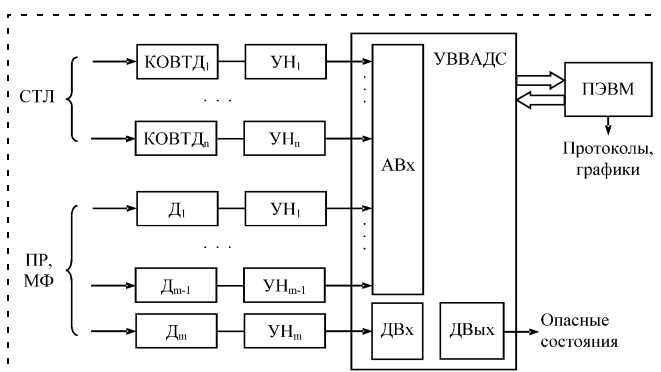 КОВТД₁
УН₁
УВВАДС
ПЭВМ
СТЛ
. . .
КОВТДₙ
УНₙ
Протоколы,
графики
АВх
Д₁
УН₁
. . .
ПР,
МФ
Дₘ₋₁
УНₘ₋₁
Дₘ
УНₘ
ДВх
ДВых
Опасные
состояния